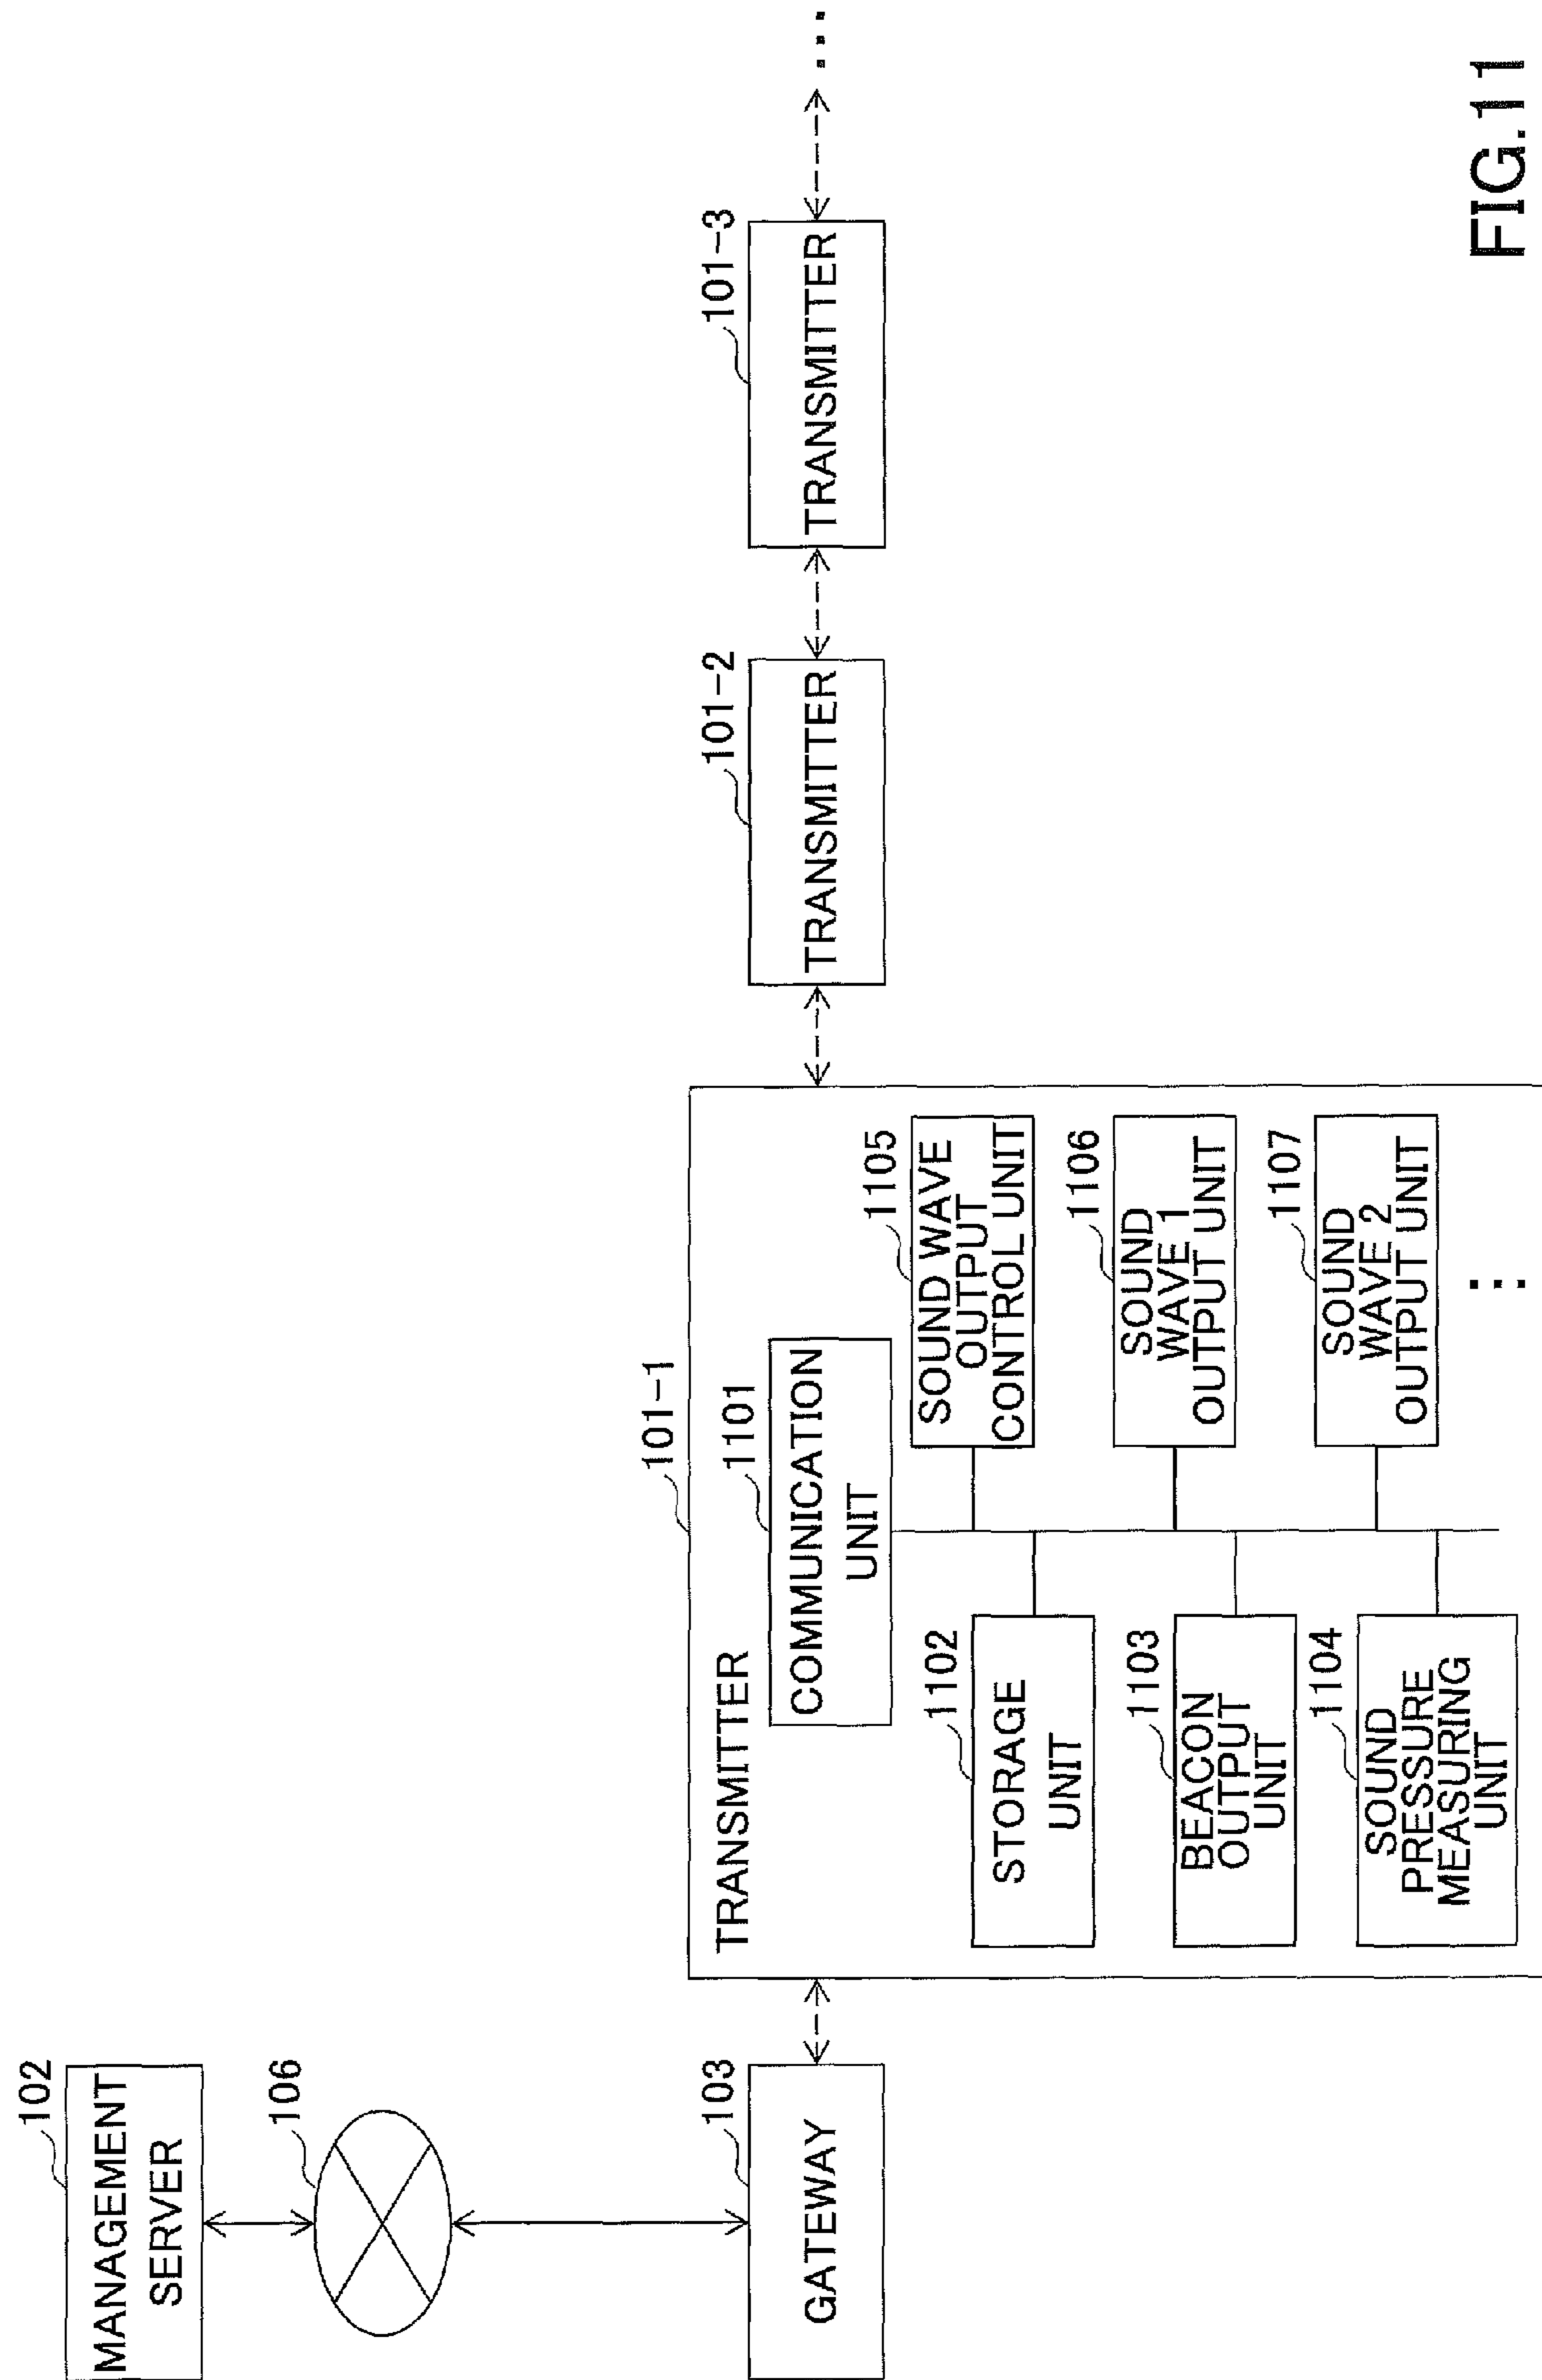 102
MANAGEMENT
SERVER
106
103
GATEWAY
101-1
TRANSMITTER
1101
COMMUNICATION
UNIT
1102
STORAGE
UNIT
1103
BEACON
OUTPUT
UNIT
1104
SOUND
PRESSURE
MEASURING
UNIT
1105
SOUND WAVE
OUTPUT
CONTROL UNIT
1106
SOUND
WAVE 1
OUTPUT UNIT
1107
SOUND
WAVE 2
OUTPUT UNIT
⋮
101-2
TRANSMITTER
101-3
TRANSMITTER
...
FIG.11